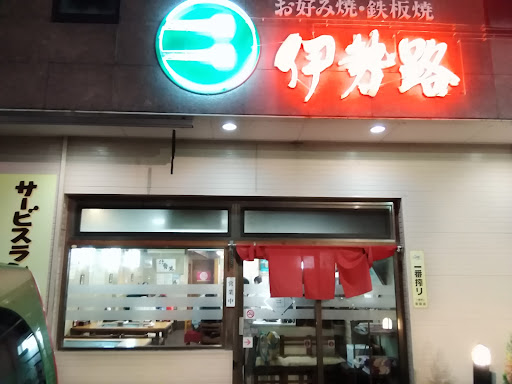 お好み焼・鉄板焼
伊勢路
サービスラ
営業中
一番搾り